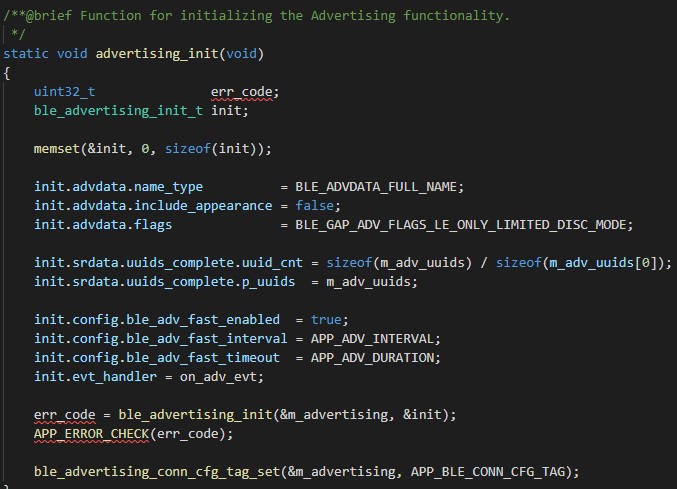 /**@brief Function for initializing the Advertising functionality.
 */
static void advertising_init(void)
{
    uint32_t               err_code;
    ble_advertising_init_t init;

    memset(&init, 0, sizeof(init));

    init.advdata.name_type          = BLE_ADVDATA_FULL_NAME;
    init.advdata.include_appearance = false;
    init.advdata.flags              = BLE_GAP_ADV_FLAGS_LE_ONLY_LIMITED_DISC_MODE;

    init.srdata.uuids_complete.uuid_cnt = sizeof(m_adv_uuids) / sizeof(m_adv_uuids[0]);
    init.srdata.uuids_complete.p_uuids  = m_adv_uuids;

    init.config.ble_adv_fast_enabled  = true;
    init.config.ble_adv_fast_interval = APP_ADV_INTERVAL;
    init.config.ble_adv_fast_timeout  = APP_ADV_DURATION;
    init.evt_handler = on_adv_evt;

    err_code = ble_advertising_init(&m_advertising, &init);
    APP_ERROR_CHECK(err_code);

    ble_advertising_conn_cfg_tag_set(&m_advertising, APP_BLE_CONN_CFG_TAG);
}